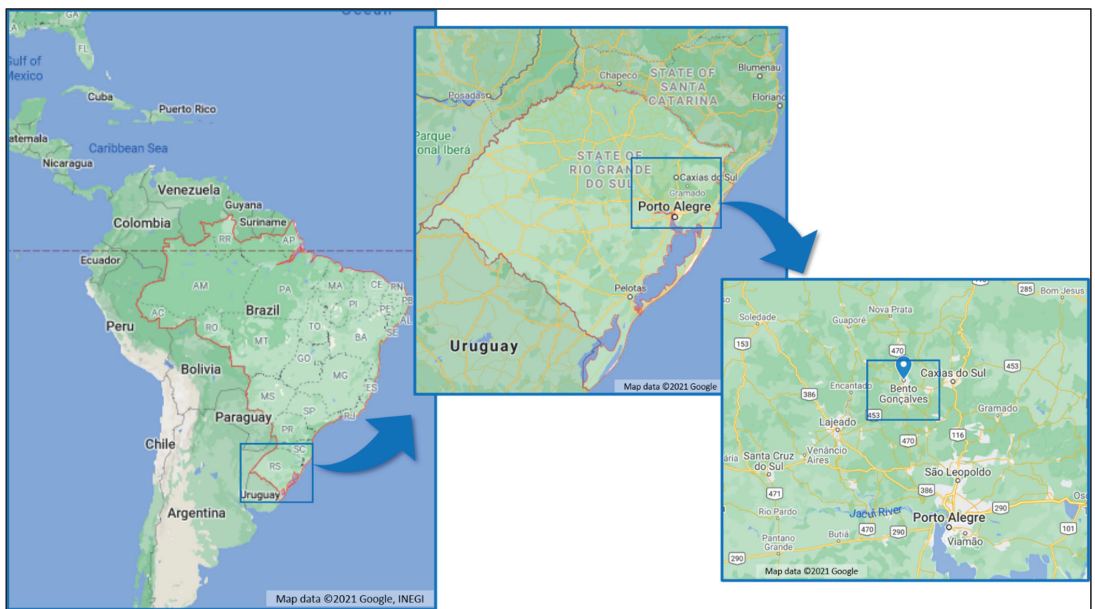 Ocean
GA
FL
Gulf of
Mexico
Cuba
Puerto Rico
Guatemala
Caribbean Sea
Nicaragua
Venezuela
Guyana
Suriname
Colombia
RR
AP
Ecuador
AM
PA
MA
CE
RN
PB
PI
PE
AL
SE
AC
Brazil
TO
RO
BA
Peru
MT
GO
Bolivia
MG
ES
MS
SP
RJ
Paraguay
PR
Chile
SC
RS
Uruguay
Argentina
Map data ©2021 Google, INEGI
Chapecó
STATE OF
SANTA
CATARINA
Blumenau
Posadas
Florianó
Parque
onal Iberá
STATE OF
RIO GRANDE
DO SUL
Caxias do Sul
Gramado
Porto Alegre
Pelotas
Uruguay
Map data ©2021 Google
285
Bom Jesus
Soledade
Nova Prata
Guaporé
153
470
453
Encantado
Bento
Gonçalves
Caxias do Sul
386
453
Gramado
Lajeado
470
116
Venâncio
Aires
Santa Cruz
do Sul
São Leopoldo
471
386
290
Rio Pardo
Jacuí River
Porto Alegre
101
Pantano
Grande
Butiá
470
290
Viamão
290
Map data ©2021 Google